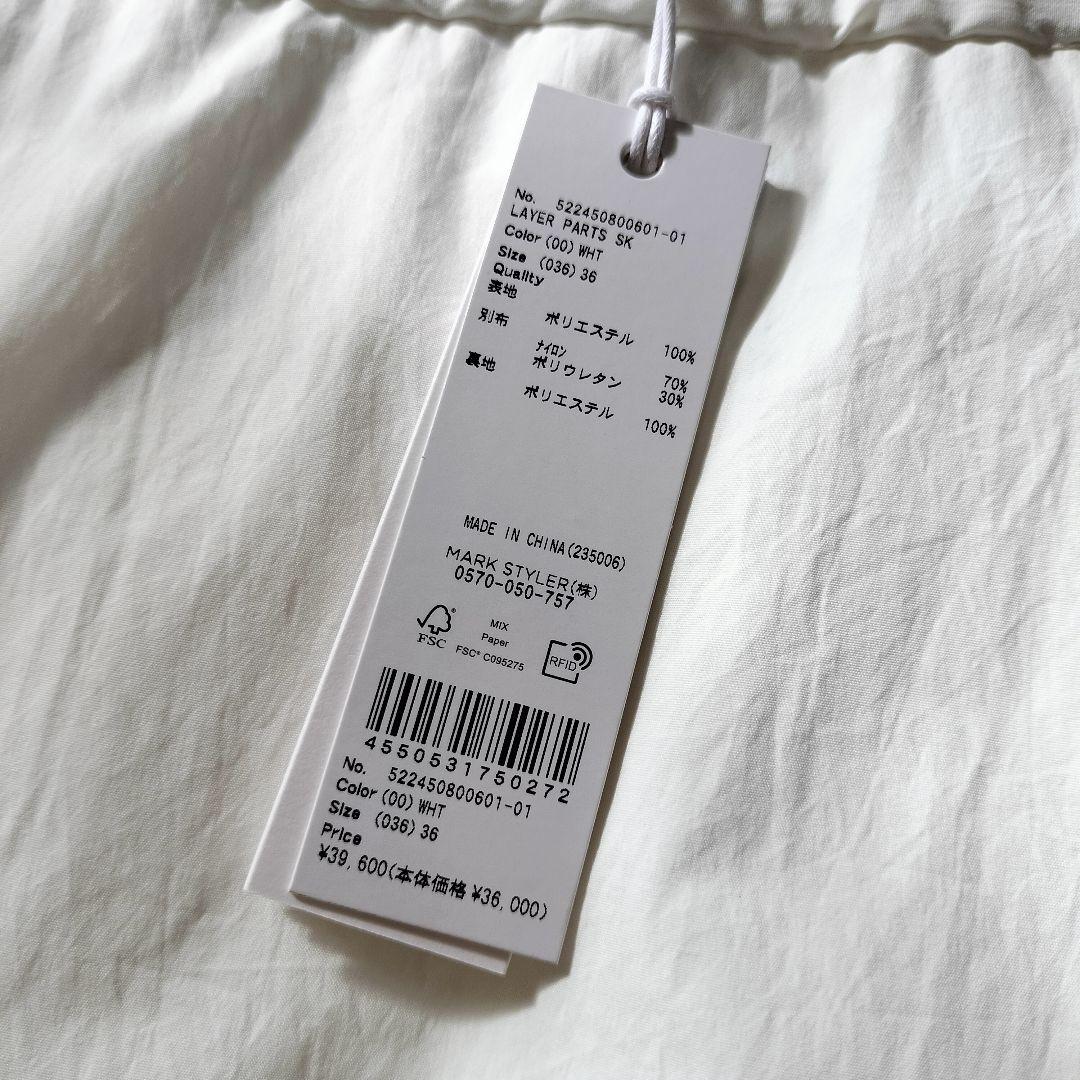 No. 522450800601-01
LAYER PARTS SK
Color (00) WHT
Size (036) 36
Quality
表地
ポリエステル 100%
別布
ナイロン 70%
ポリウレタン 30%
裏地
ポリエステル 100%
MADE IN CHINA(235006)
MARK STYLER(株)
0570-050-757
FSC®
MIX
Paper
FSC® C095275
RFID
4550531750272
No. 522450800601-01
Color (00) WHT
Size (036) 36
Price
¥39,600(本体価格 ¥36,000)